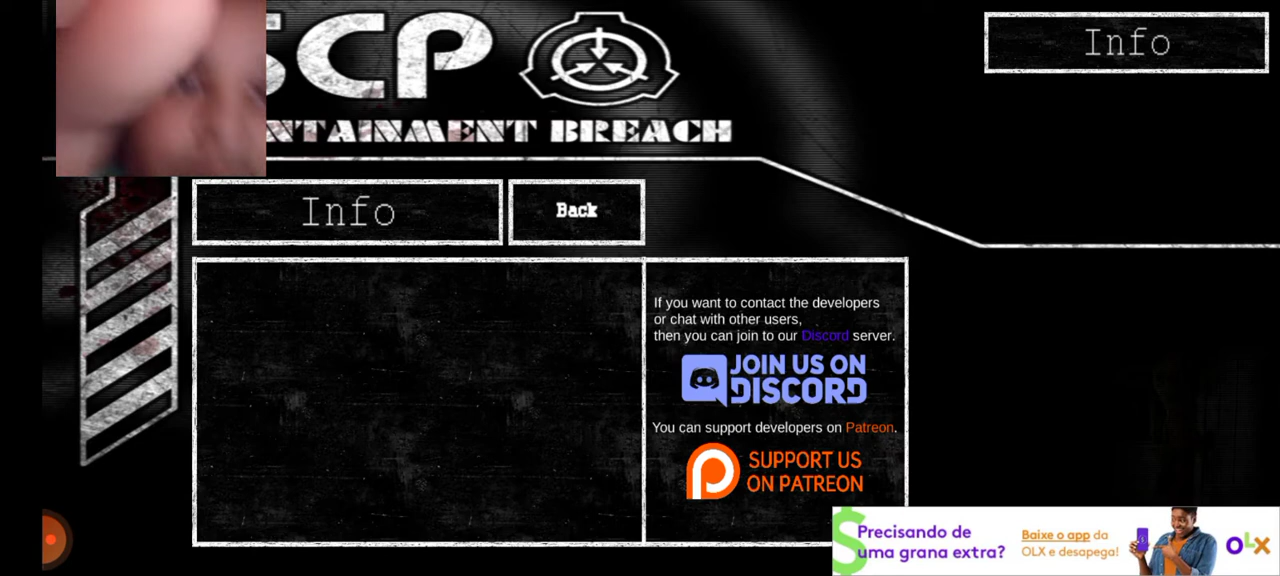 SCP
NTAINMENT BREACH
Info
Info
Back
If you want to contact the developers
or chat with other users,
then you can join to our Discord server.
JOIN US ON
DISCORD
You can support developers on Patreon.
SUPPORT US
ON PATREON
Precisando de
uma grana extra?
Baixe o app da
OLX e desapega!
OLX